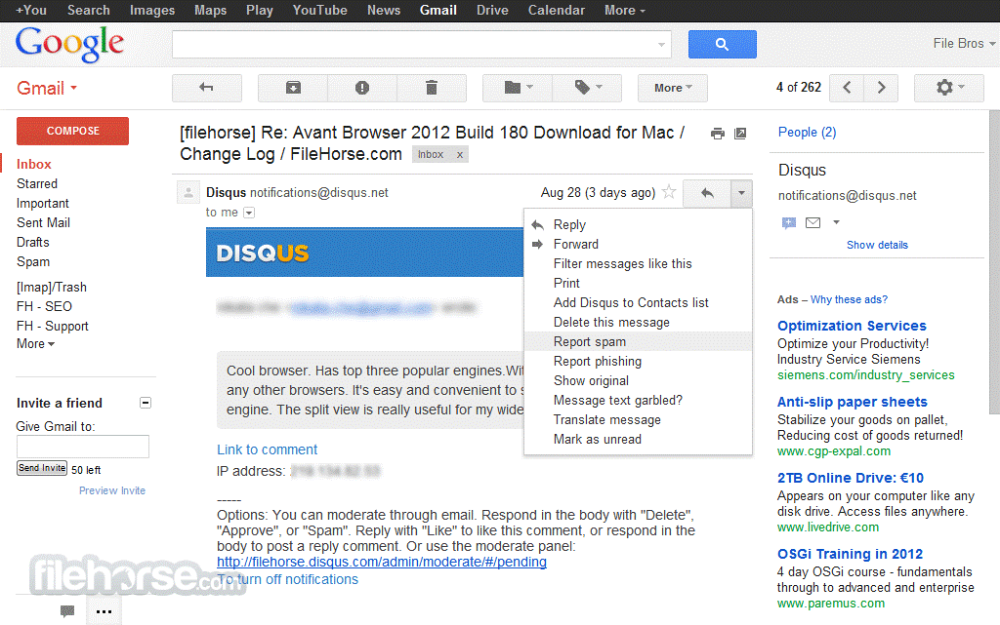 +You Search Images Maps Play YouTube News Gmail Drive Calendar More
Google
File Bros
Gmail
More
4 of 262
COMPOSE
Inbox
Starred
Important
Sent Mail
Drafts
Spam
[Imap]/Trash
FH - SEO
FH - Support
More
Invite a friend
Give Gmail to:
Send Invite 50 left
Preview Invite
[filehorse] Re: Avant Browser 2012 Build 180 Download for Mac /
Change Log / FileHorse.com Inbox x
Disqus notifications@disqus.net
Aug 28 (3 days ago)
to me
DISQUS
Cool browser. Has top three popular engines.Wit
any other browsers. It's easy and convenient to s
engine. The split view is really useful for my wide
Link to comment
IP address:
-----
Options: You can moderate through email. Respond in the body with "Delete",
"Approve", or "Spam". Reply with "Like" to like this comment, or respond in the
body to post a reply comment. Or use the moderate panel:
http://filehorse.disqus.com/admin/moderate/#/pending
To turn off notifications
Reply
Forward
Filter messages like this
Print
Add Disqus to Contacts list
Delete this message
Report spam
Report phishing
Show original
Message text garbled?
Translate message
Mark as unread
People (2)
Disqus
notifications@disqus.net
Show details
Ads – Why these ads?
Optimization Services
Optimize your Productivity!
Industry Service Siemens
siemens.com/industry_services
Anti-slip paper sheets
Stabilize your goods on pallet,
Reducing cost of goods returned!
www.cgp-expal.com
2TB Online Drive: €10
Appears on your computer like any
disk drive. Access files anywhere.
www.livedrive.com
OSGi Training in 2012
4 day OSGi course - fundamentals
through to advanced and enterprise
www.paremus.com
filehorse.com